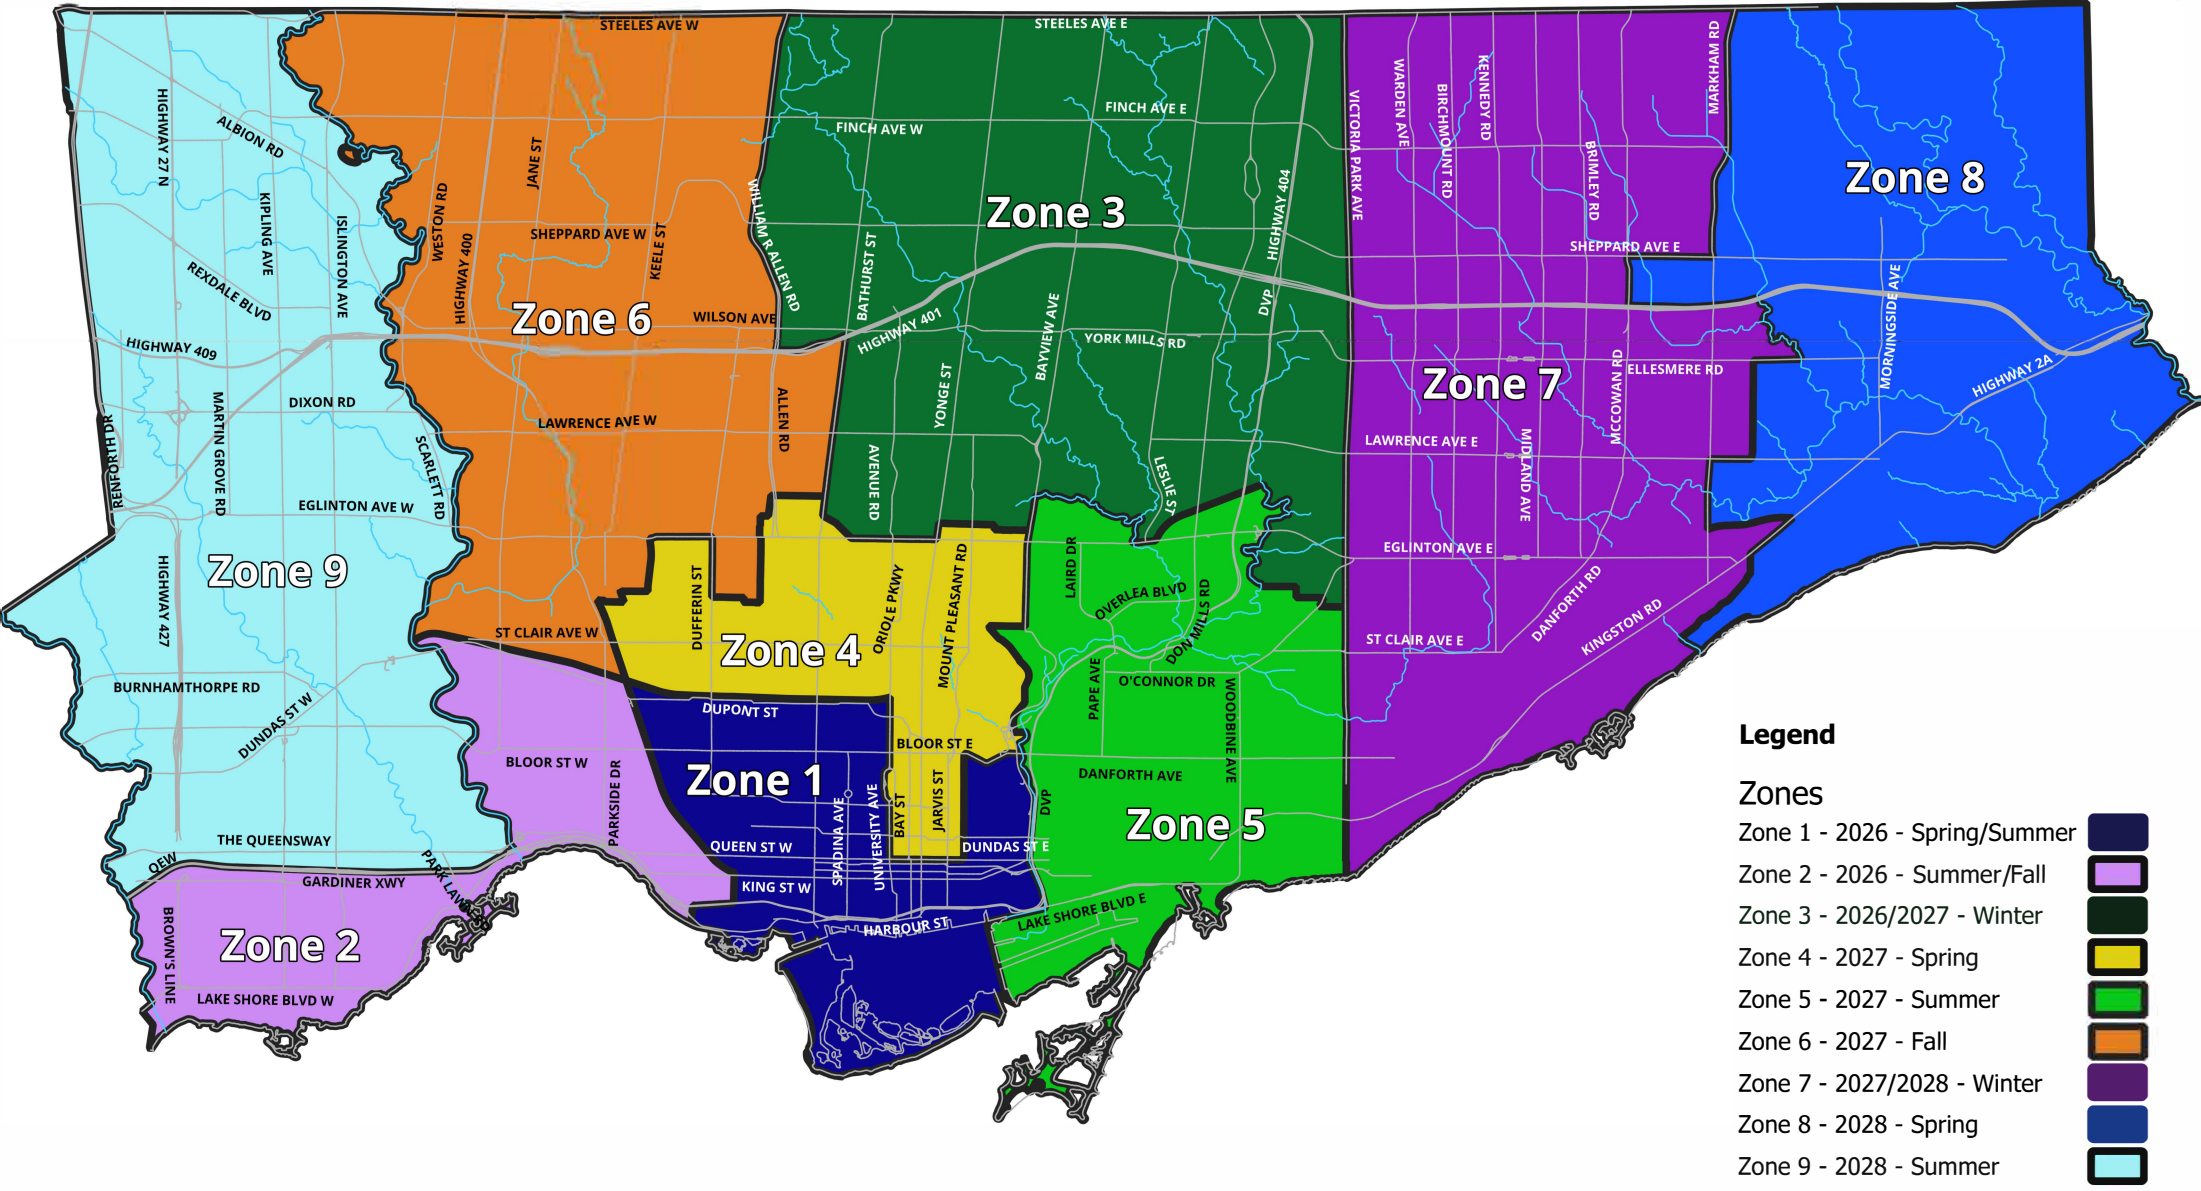 STEELES AVE W
STEELES AVE E
MARKHAM RD
WARDEN AVE
BIRCHMOUNT RD
KENNEDY RD
HIGHWAY 27 N
ALBION RD
FINCH AVE W
FINCH AVE E
VICTORIA PARK AVE
BRIMLEY RD
JANE ST
Zone 8
KIPLING AVE
ISLINGTON AVE
WESTON RD
HIGHWAY 400
SHEPPARD AVE W
KEELE ST
WILLIAM R ALLEN RD
BATHURST ST
Zone 3
HIGHWAY 404
SHEPPARD AVE E
REXDALE BLVD
Zone 6
WILSON AVE
HIGHWAY 401
BAYVIEW AVE
DVP
MORNINGSIDE AVE
HIGHWAY 409
YORK MILLS RD
Zone 7
MCCOWAN RD
ELLESMERE RD
HIGHWAY 2A
RENFORTH DR
MARTIN GROVE RD
DIXON RD
SCARLETT RD
LAWRENCE AVE W
ALLEN RD
YONGE ST
AVENUE RD
LESLIE ST
LAWRENCE AVE E
MIDLAND AVE
EGLINTON AVE W
Zone 9
HIGHWAY 427
DUFFERIN ST
ORIOLE PKWY
MOUNT PLEASANT RD
LAIRD DR
OVERLEA BLVD
DON MILLS RD
EGLINTON AVE E
DANFORTH RD
KINGSTON RD
ST CLAIR AVE W
Zone 4
ST CLAIR AVE E
BURNHAMTHORPE RD
DUNDAS ST W
DUPONT ST
PAPE AVE
O'CONNOR DR
WOODBINE AVE
BLOOR ST W
PARKSIDE DR
Zone 1
BLOOR ST E
DANFORTH AVE
SPADINA AVE
UNIVERSITY AVE
BAY ST
JARVIS ST
DVP
Zone 5
THE QUEENSWAY
QUEEN ST W
DUNDAS ST E
QEW
GARDINER XWY
PARK LAWN RD
KING ST W
BROWN'S LINE
Zone 2
HARBOUR ST
LAKE SHORE BLVD E
LAKE SHORE BLVD W
Legend
Zones
Zone 1 - 2026 - Spring/Summer
Zone 2 - 2026 - Summer/Fall
Zone 3 - 2026/2027 - Winter
Zone 4 - 2027 - Spring
Zone 5 - 2027 - Summer
Zone 6 - 2027 - Fall
Zone 7 - 2027/2028 - Winter
Zone 8 - 2028 - Spring
Zone 9 - 2028 - Summer